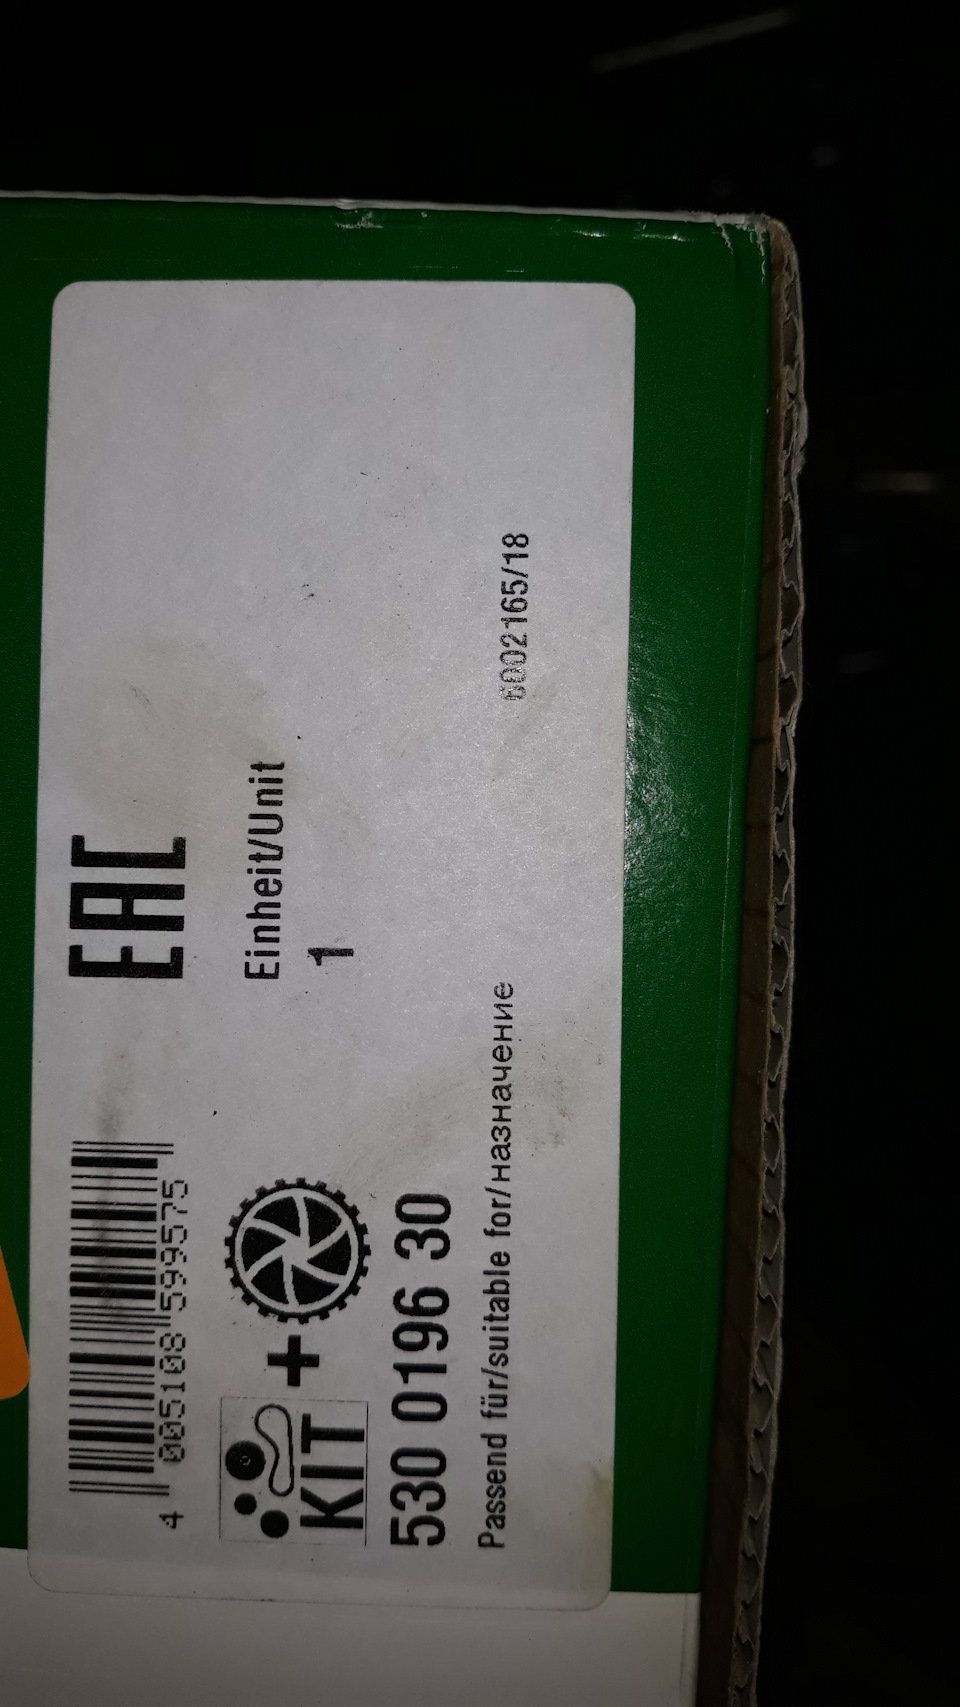 EAC
4 005108 599575
Einheit/Unit
1
KIT
+
530 0196 30
Passend für/suitable for/назначение
6002165/18